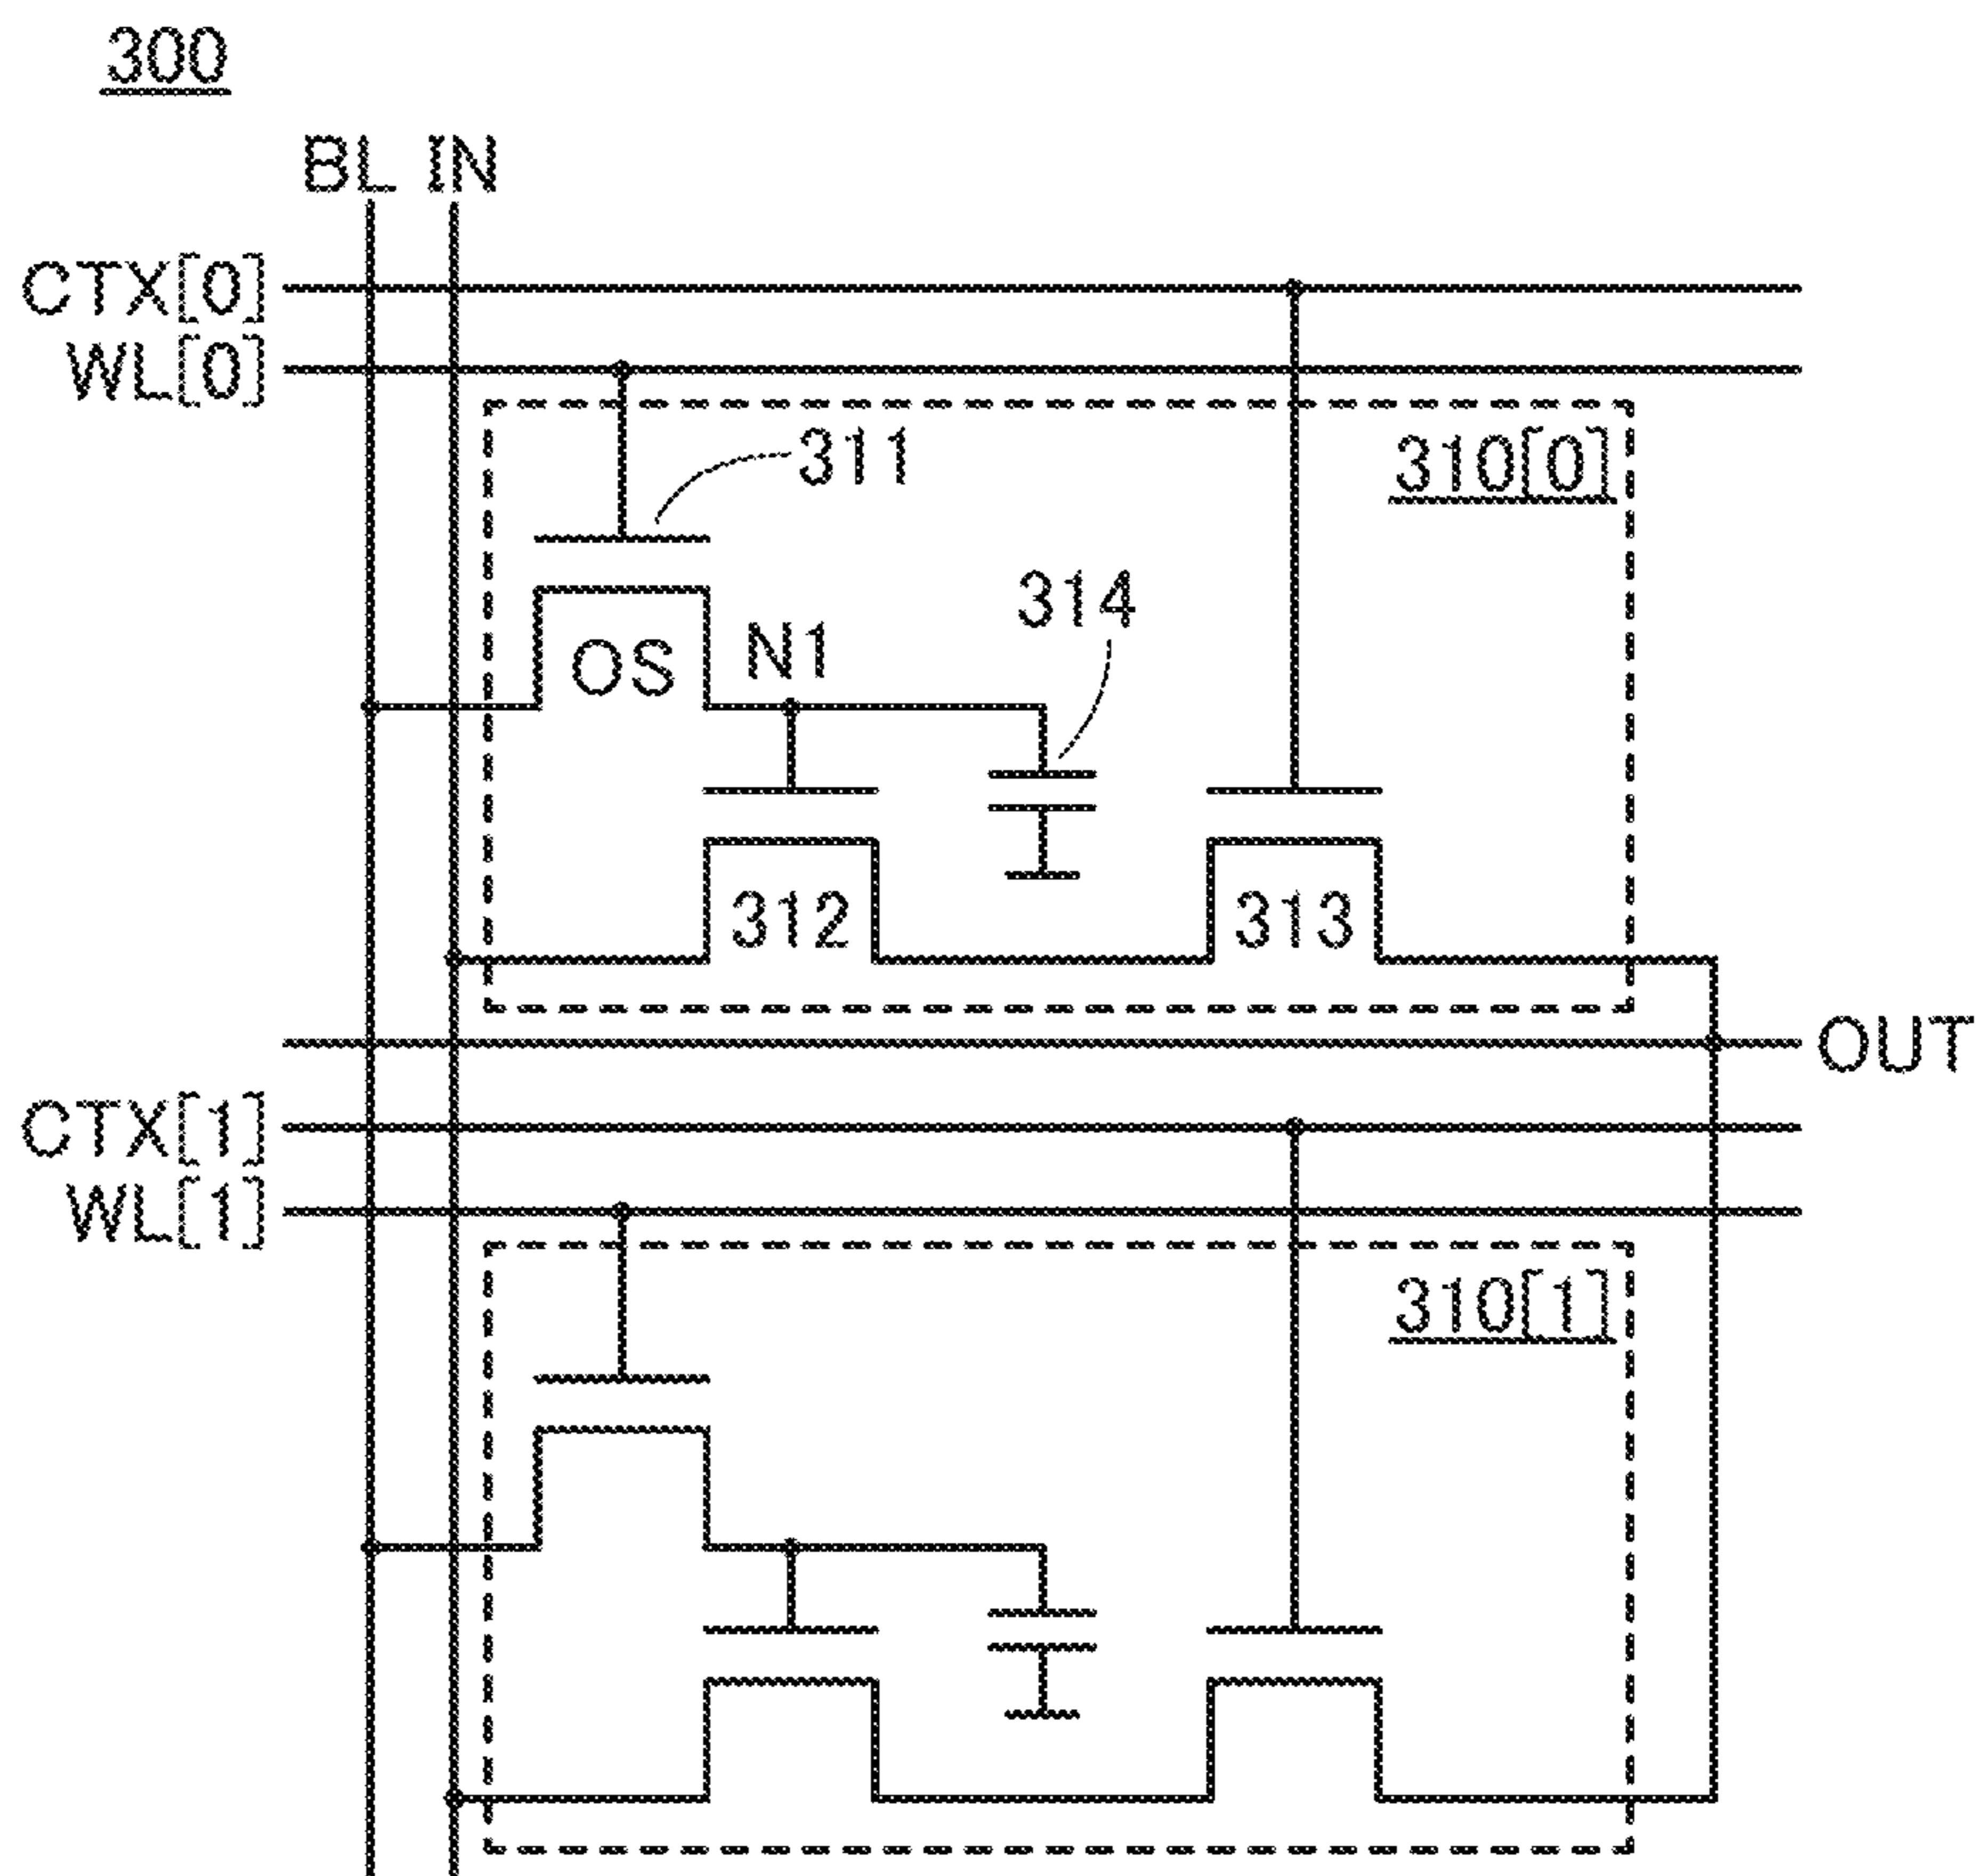 300
BL IN
CTX[0]
WL[0]
311
310[0]
314
OS
N1
312
313
OUT
CTX[1]
WL[1]
310[1]